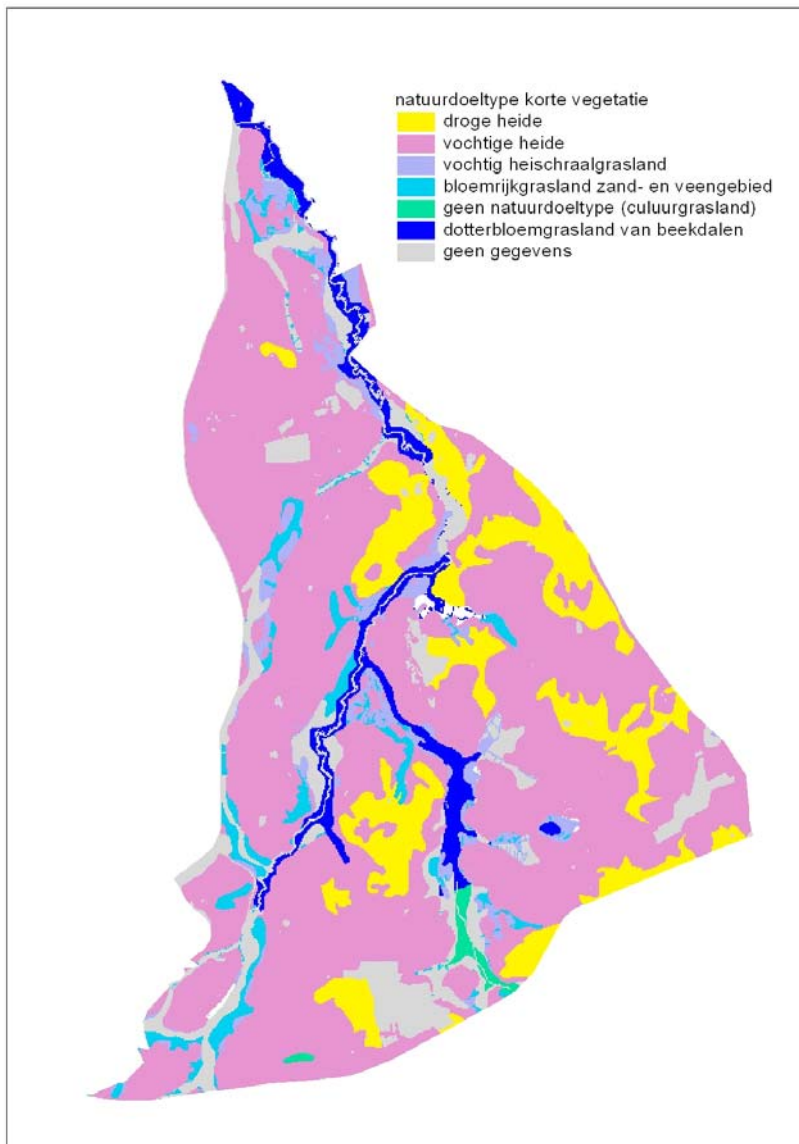 natuurdoeltype korte vegetatie
droge heide
vochtige heide
vochtig heischraalgrasland
bloemrijkgrasland zand- en veengebied
geen natuurdoeltype (culuurgrasland)
dotterbloemgrasland van beekdalen
geen gegevens